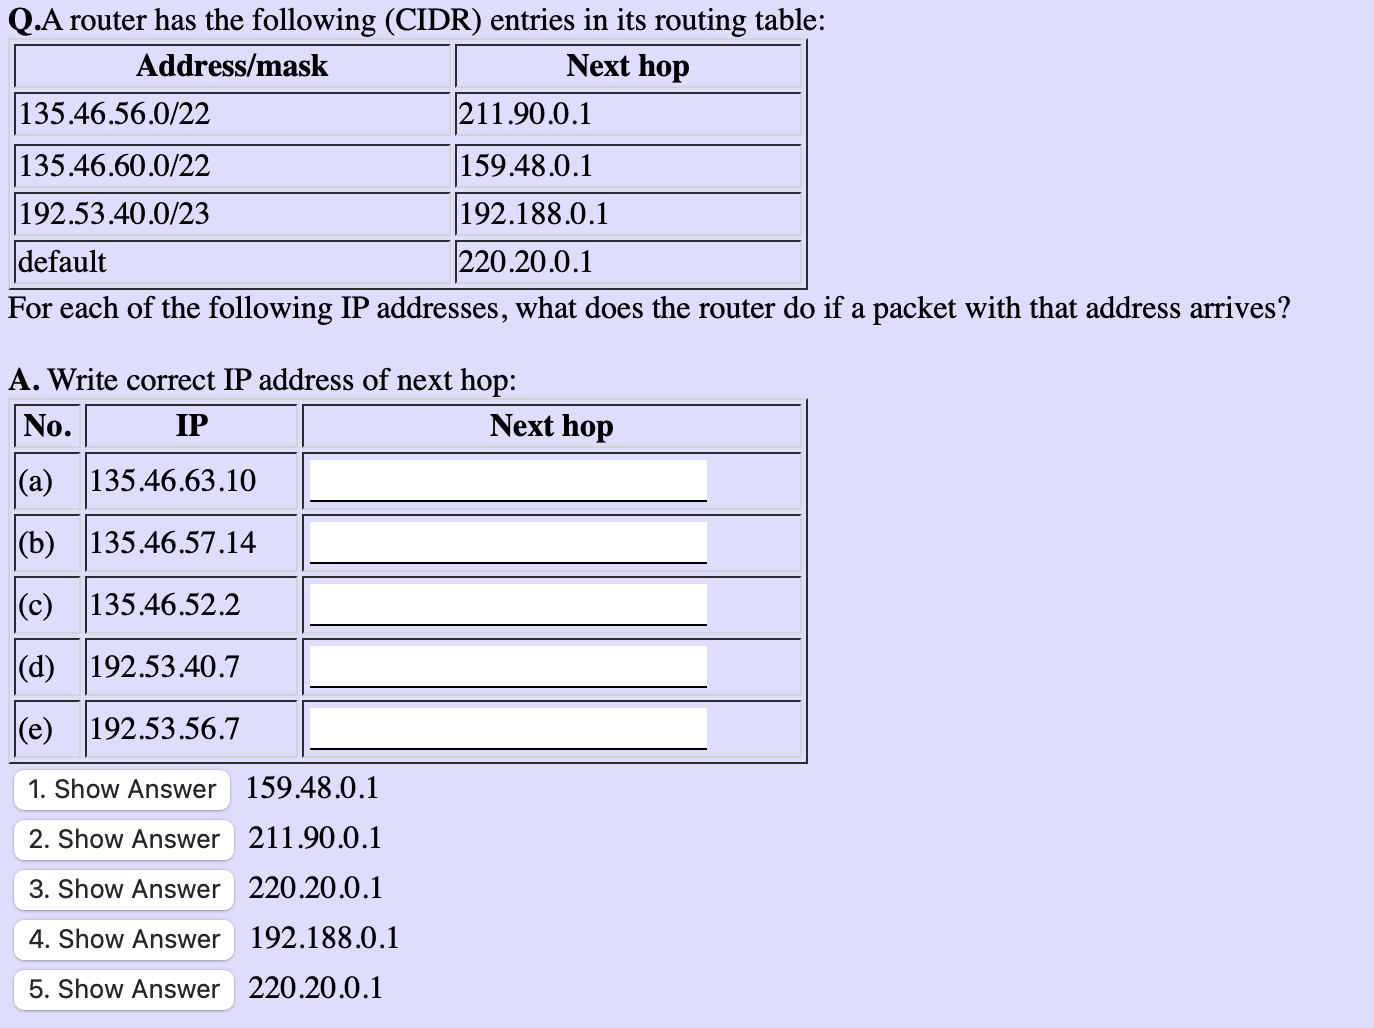 Q.A router has the following (CIDR) entries in its routing table:
Address/mask Next hop
135.46.56.0/22 211.90.0.1
135.46.60.0/22 159.48.0.1
192.53.40.0/23 192.188.0.1
default 220.20.0.1
For each of the following IP addresses, what does the router do if a packet with that address arrives?
A. Write correct IP address of next hop:
No. IP Next hop
(a) 135.46.63.10
(b) 135.46.57.14
(c) 135.46.52.2
(d) 192.53.40.7
(e) 192.53.56.7
1. Show Answer 159.48.0.1
2. Show Answer 211.90.0.1
3. Show Answer 220.20.0.1
4. Show Answer 192.188.0.1
5. Show Answer 220.20.0.1